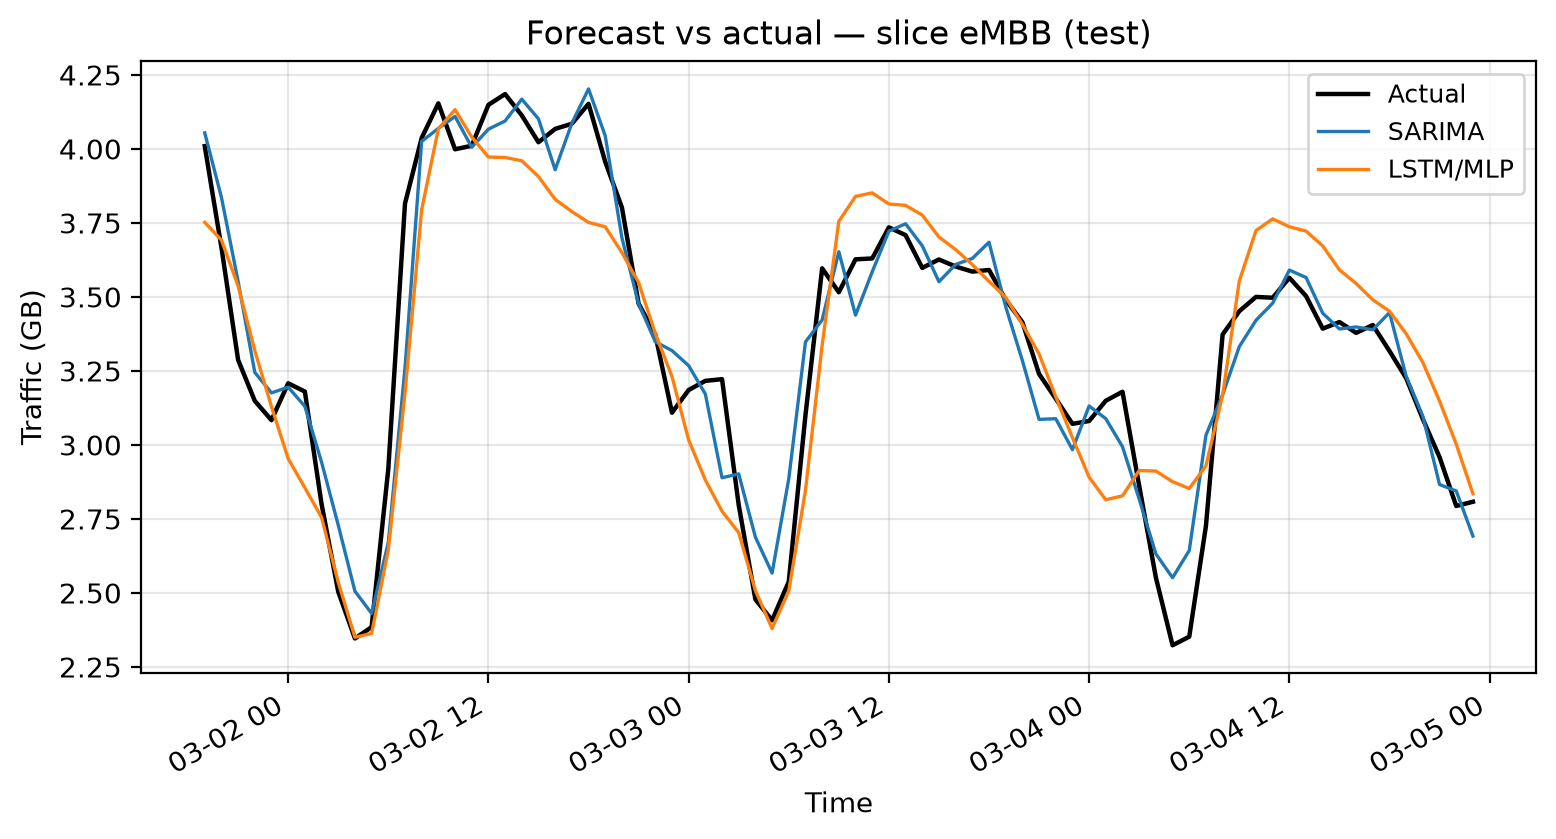 Forecast vs actual — slice eMBB (test)
4.25
4.00
3.75
3.50
3.25
3.00
2.75
2.50
2.25
Traffic (GB)
Actual
SARIMA
LSTM/MLP
03-02 00
03-02 12
03-03 00
03-03 12
03-04 00
03-04 12
03-05 00
Time